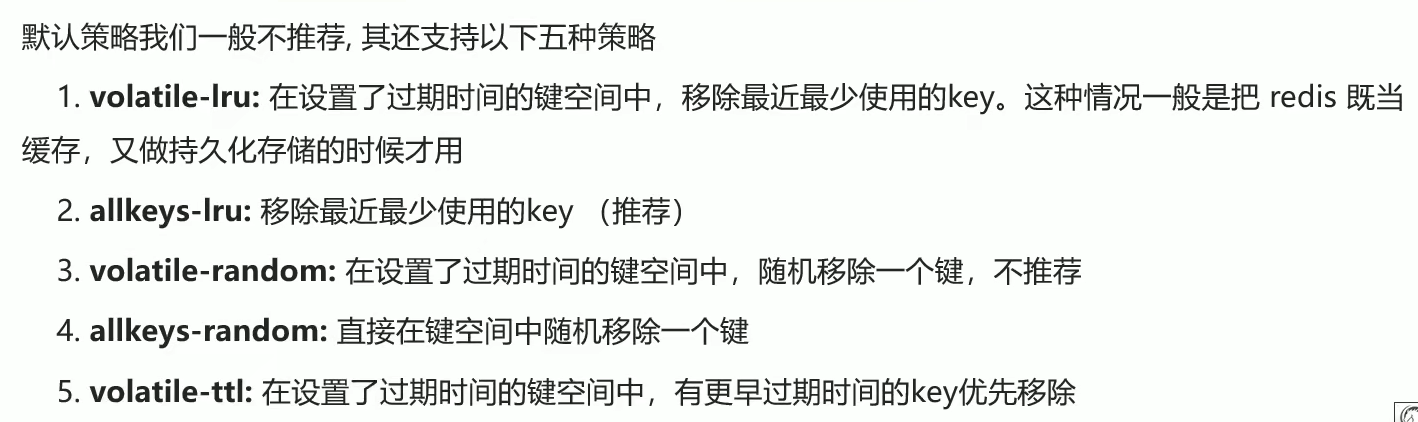 默认策略我们一般不推荐, 其还支持以下五种策略
1. volatile-lru: 在设置了过期时间的键空间中，移除最近最少使用的key。这种情况一般是把 redis 既当
缓存，又做持久化存储的时候才用
2. allkeys-lru: 移除最近最少使用的key （推荐）
3. volatile-random: 在设置了过期时间的键空间中，随机移除一个键，不推荐
4. allkeys-random: 直接在键空间中随机移除一个键
5. volatile-ttl: 在设置了过期时间的键空间中，有更早过期时间的key优先移除